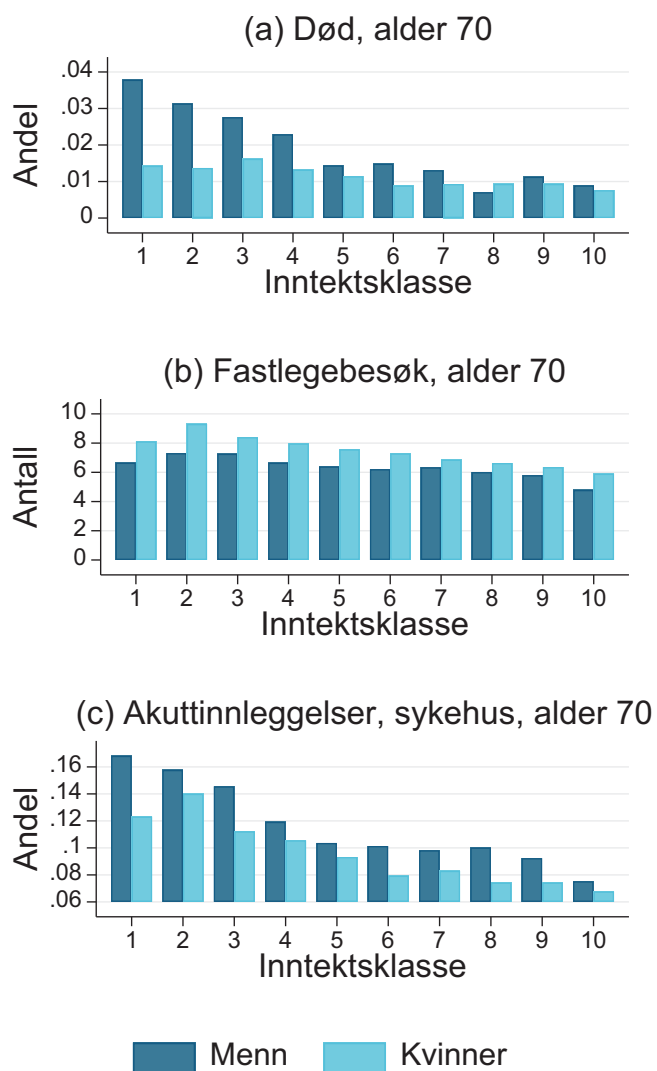 (a) Død, alder 70
.04
.03
.02
.01
0
Andel
1 2 3 4 5 6 7 8 9 10
Inntektsklasse
(b) Fastlegebesøk, alder 70
10
8
6
4
2
0
Antall
1 2 3 4 5 6 7 8 9 10
Inntektsklasse
(c) Akuttinnleggelser, sykehus, alder 70
.16
.14
.12
.1
.08
.06
Andel
1 2 3 4 5 6 7 8 9 10
Inntektsklasse
Menn Kvinner